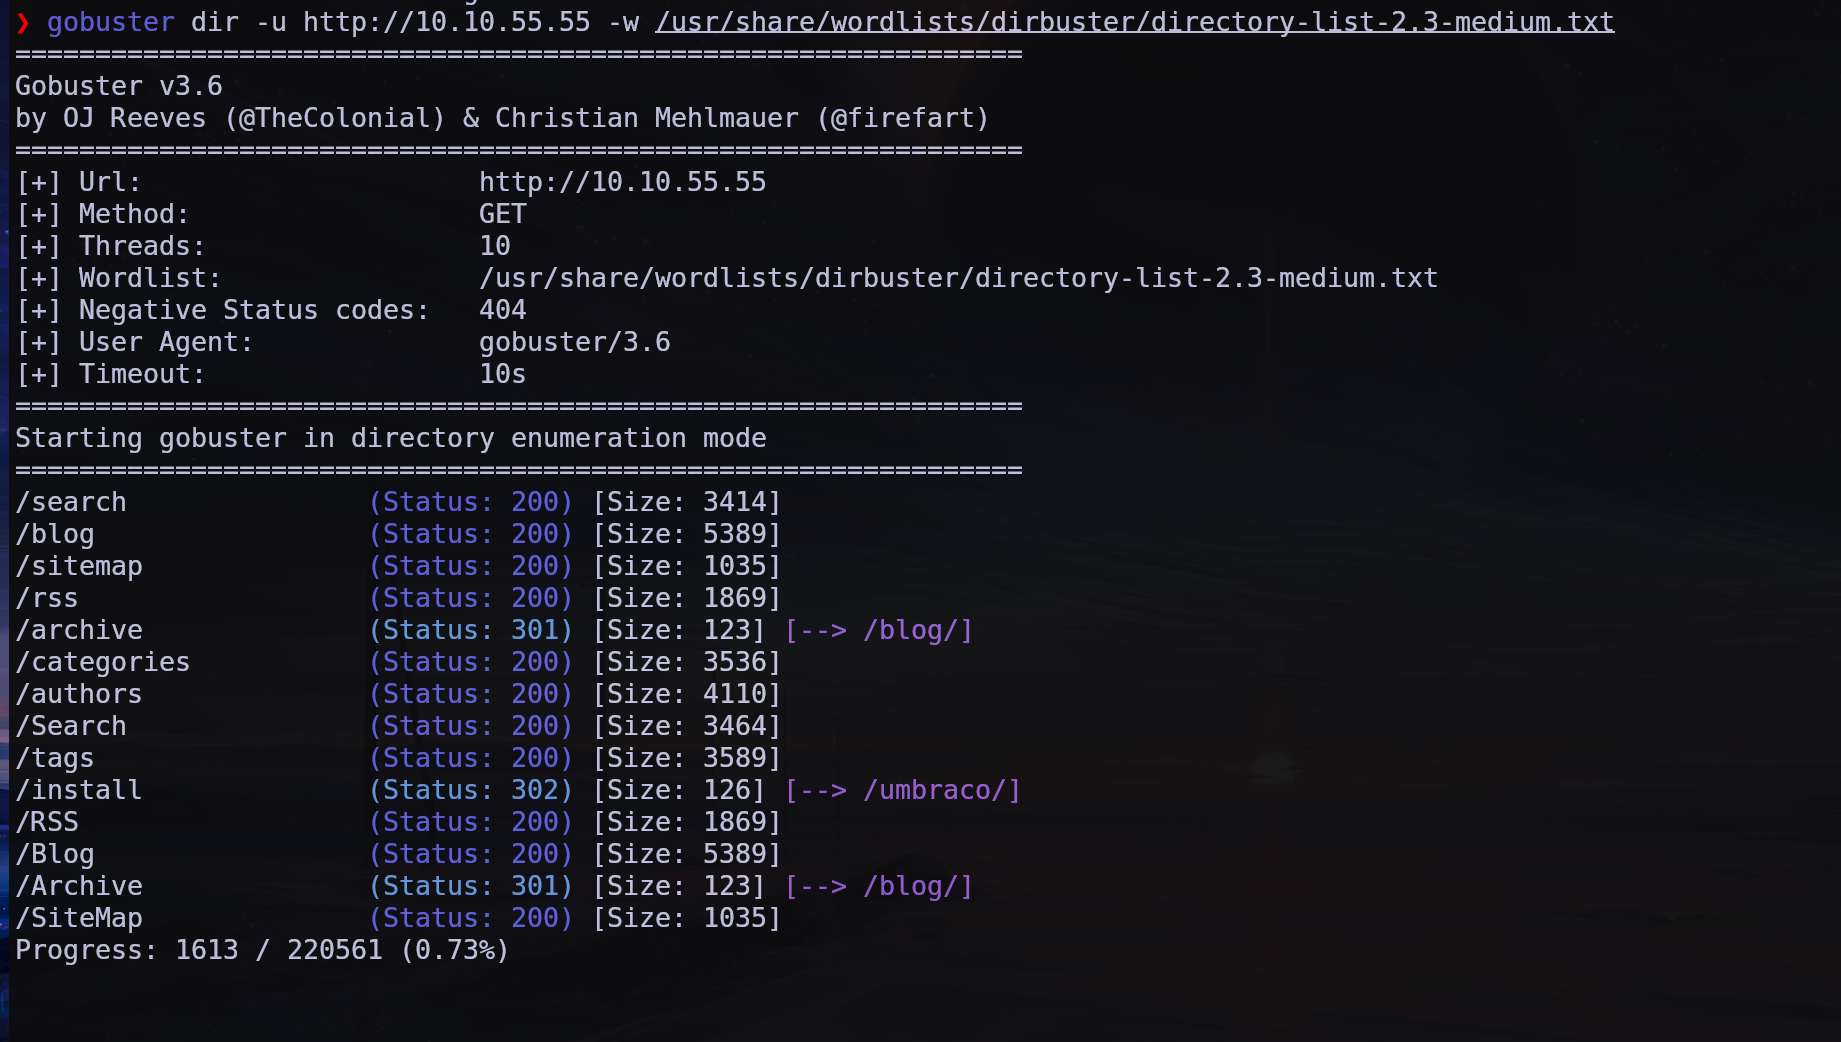 ❯ gobuster dir -u http://10.10.55.55 -w /usr/share/wordlists/dirbuster/directory-list-2.3-medium.txt
===============================================================
Gobuster v3.6
by OJ Reeves (@TheColonial) & Christian Mehlmauer (@firefart)
===============================================================
[+] Url:                     http://10.10.55.55
[+] Method:                  GET
[+] Threads:                 10
[+] Wordlist:                /usr/share/wordlists/dirbuster/directory-list-2.3-medium.txt
[+] Negative Status codes:   404
[+] User Agent:              gobuster/3.6
[+] Timeout:                 10s
===============================================================
Starting gobuster in directory enumeration mode
===============================================================
/search               (Status: 200) [Size: 3414]
/blog                 (Status: 200) [Size: 5389]
/sitemap              (Status: 200) [Size: 1035]
/rss                  (Status: 200) [Size: 1869]
/archive              (Status: 301) [Size: 123] [--> /blog/]
/categories           (Status: 200) [Size: 3536]
/authors              (Status: 200) [Size: 4110]
/Search               (Status: 200) [Size: 3464]
/tags                 (Status: 200) [Size: 3589]
/install              (Status: 302) [Size: 126] [--> /umbraco/]
/RSS                  (Status: 200) [Size: 1869]
/Blog                 (Status: 200) [Size: 5389]
/Archive              (Status: 301) [Size: 123] [--> /blog/]
/SiteMap              (Status: 200) [Size: 1035]
Progress: 1613 / 220561 (0.73%)